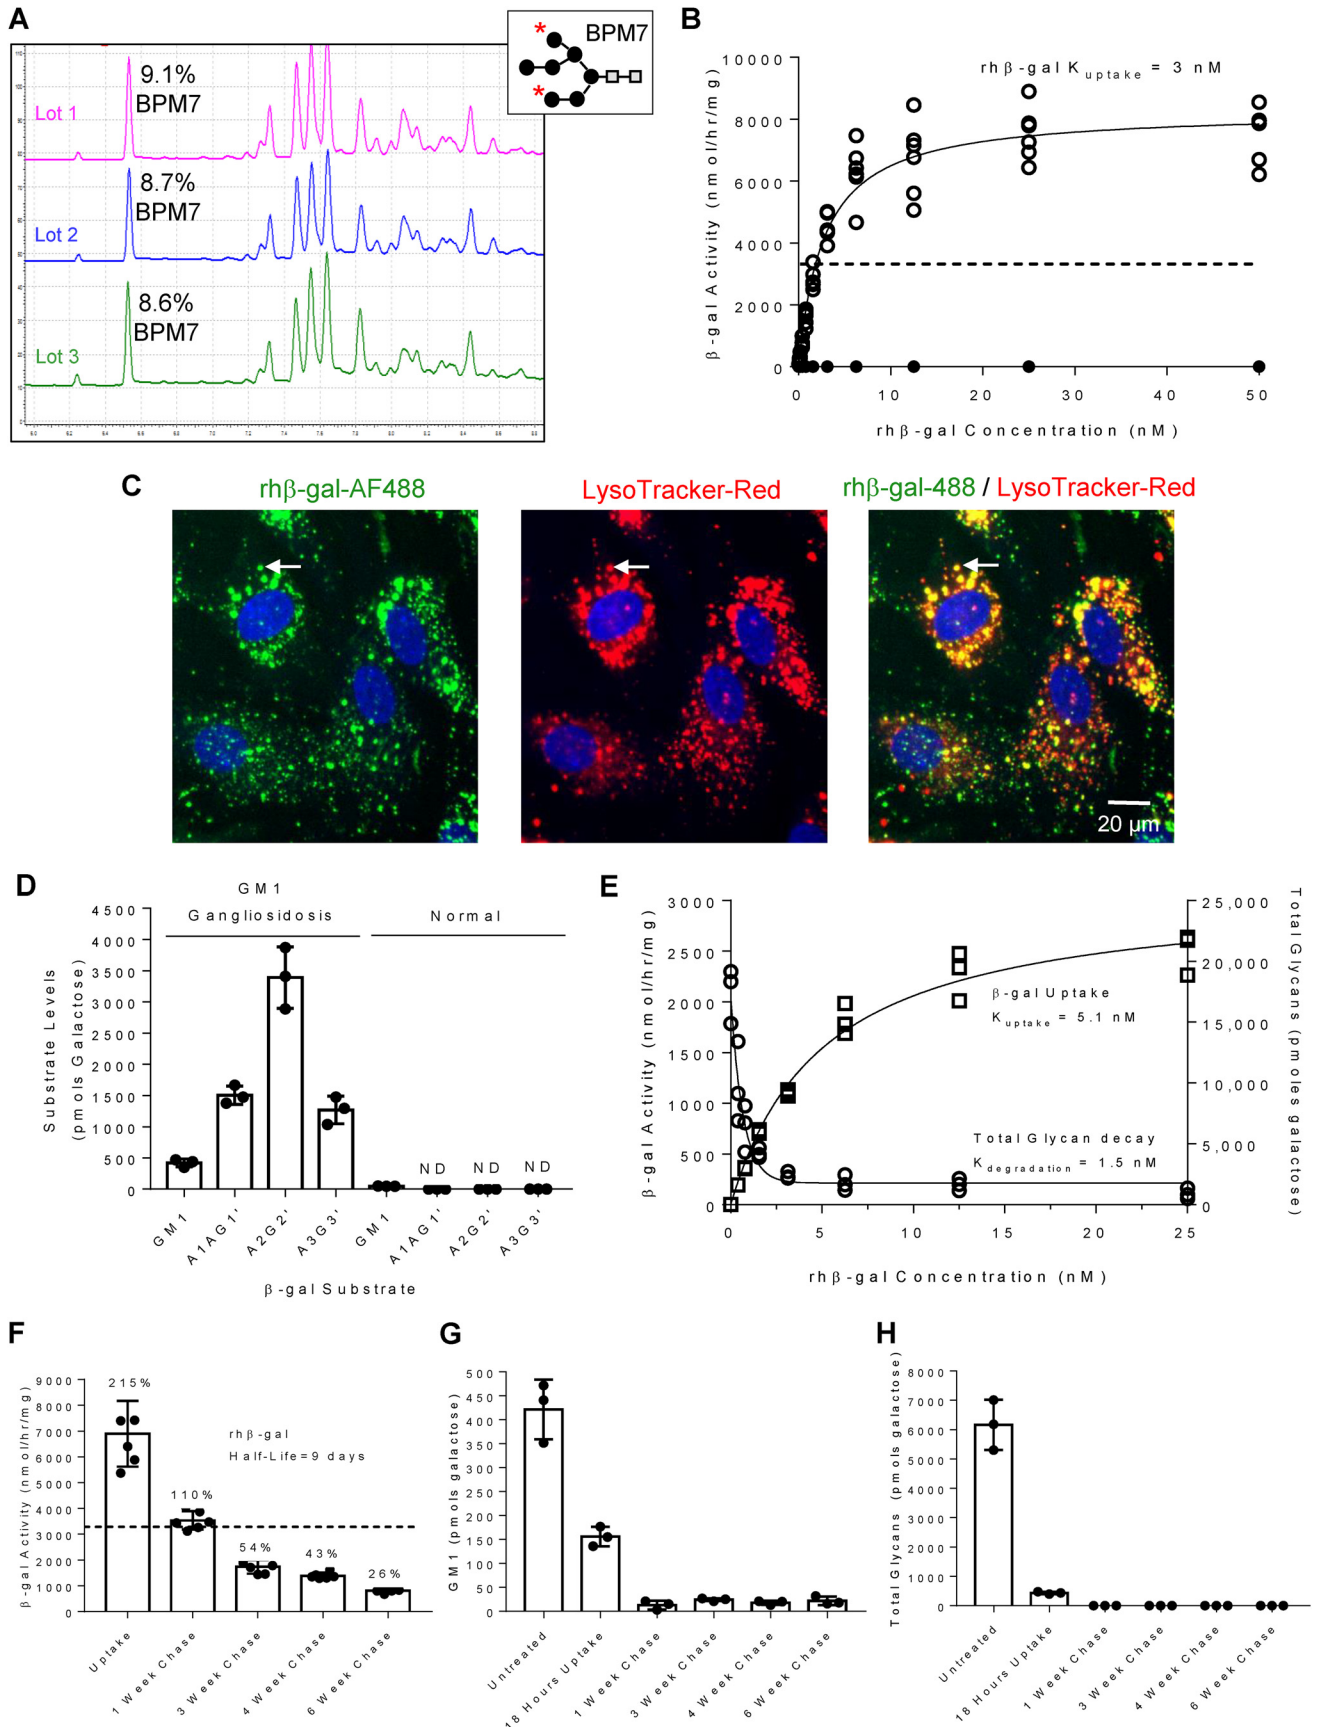 A
BPM7
*
*
9.1%
BPM7
Lot 1
8.7%
BPM7
Lot 2
8.6%
BPM7
Lot 3
B
rhβ-gal Kuptake = 3 nM
β-gal Activity (nmol/hr/mg)
10000
8000
6000
4000
2000
0
0 10 20 30 40 50
rhβ-gal Concentration (nM)
C
rhβ-gal-AF488
LysoTracker-Red
rhβ-gal-488 / LysoTracker-Red
20 µm
D
GM1
Gangliosidosis
Normal
Substrate Levels
(pmols Galactose)
4500
4000
3500
3000
2500
2000
1500
1000
500
0
ND ND ND
GM1 A1AG1' A2G2' A3G3' GM1 A1AG1' A2G2' A3G3'
β-gal Substrate
E
β-gal Activity (nmol/hr/mg)
3000
2500
2000
1500
1000
500
0
Total Glycans (pmoles galactose)
25,000
20,000
15,000
10,000
5,000
0
β-gal Uptake
Kuptake = 5.1 nM
Total Glycan decay
Kdegradation = 1.5 nM
0 5 10 15 20 25
rhβ-gal Concentration (nM)
F
β-gal Activity (nmol/hr/mg)
9000
8000
7000
6000
5000
4000
3000
2000
1000
0
215%
110%
54%
43%
26%
rhβ-gal
Half-Life=9 days
Uptake
1 Week Chase
3 Week Chase
4 Week Chase
6 Week Chase
G
GM1 (pmols galactose)
500
450
400
350
300
250
200
150
100
50
0
Untreated
18 Hours Uptake
1 Week Chase
3 Week Chase
4 Week Chase
6 Week Chase
H
Total Glycans (pmols galactose)
8000
7000
6000
5000
4000
3000
2000
1000
0
Untreated
18 Hours Uptake
1 Week Chase
3 Week Chase
4 Week Chase
6 Week Chase